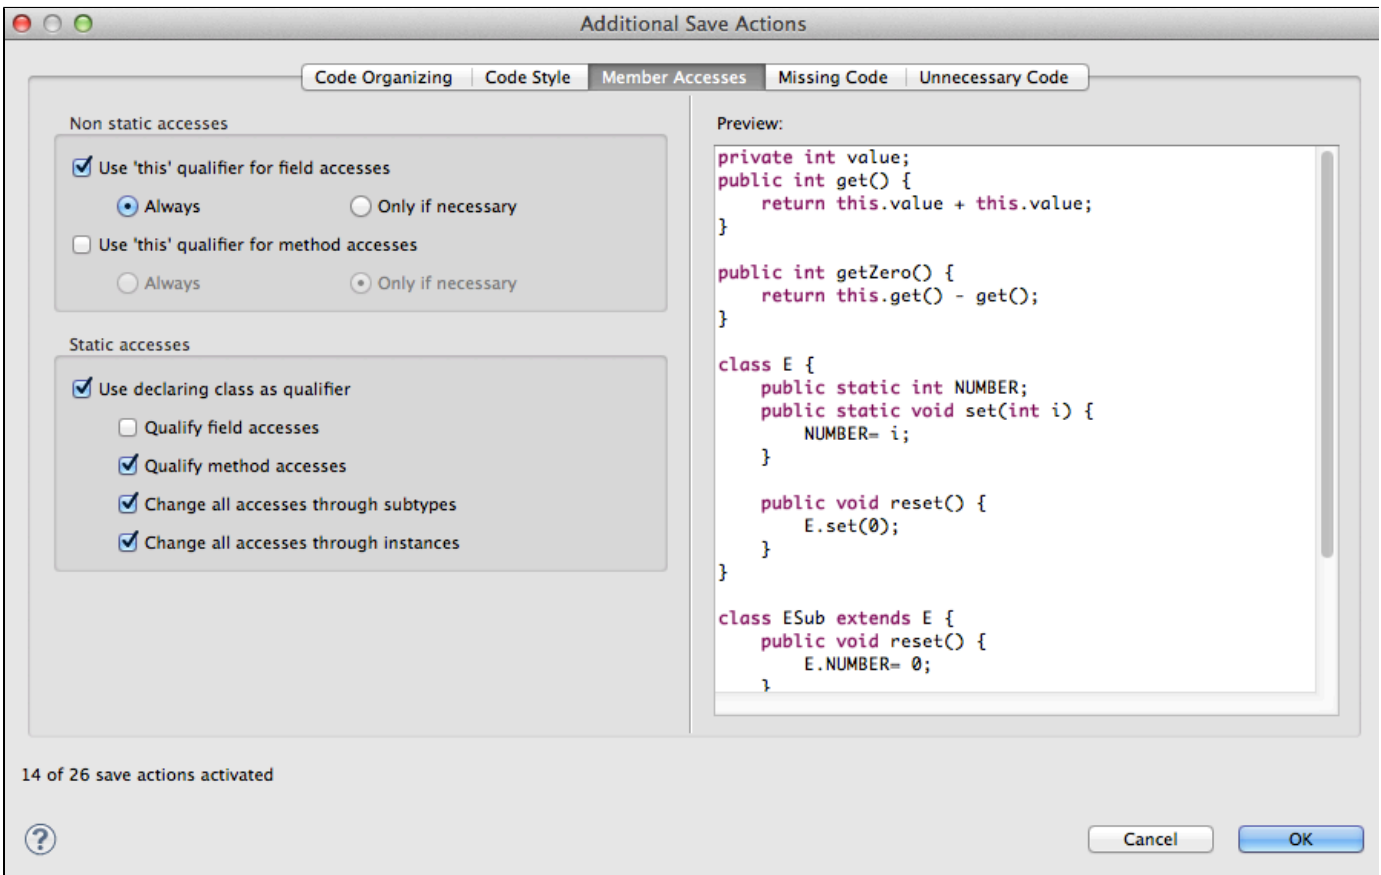 Additional Save Actions
Code Organizing
Code Style
Member Accesses
Missing Code
Unnecessary Code
Non static accesses
Use 'this' qualifier for field accesses
Always
Only if necessary
Use 'this' qualifier for method accesses
Always
Only if necessary
Static accesses
Use declaring class as qualifier
Qualify field accesses
Qualify method accesses
Change all accesses through subtypes
Change all accesses through instances
Preview:
private int value;
public int get() {
    return this.value + this.value;
}
public int getZero() {
    return this.get() - get();
}
class E {
    public static int NUMBER;
    public static void set(int i) {
        NUMBER= i;
    }
    public void reset() {
        E.set(0);
    }
}
class ESub extends E {
    public void reset() {
        E.NUMBER= 0;
    }
14 of 26 save actions activated
?
Cancel
OK